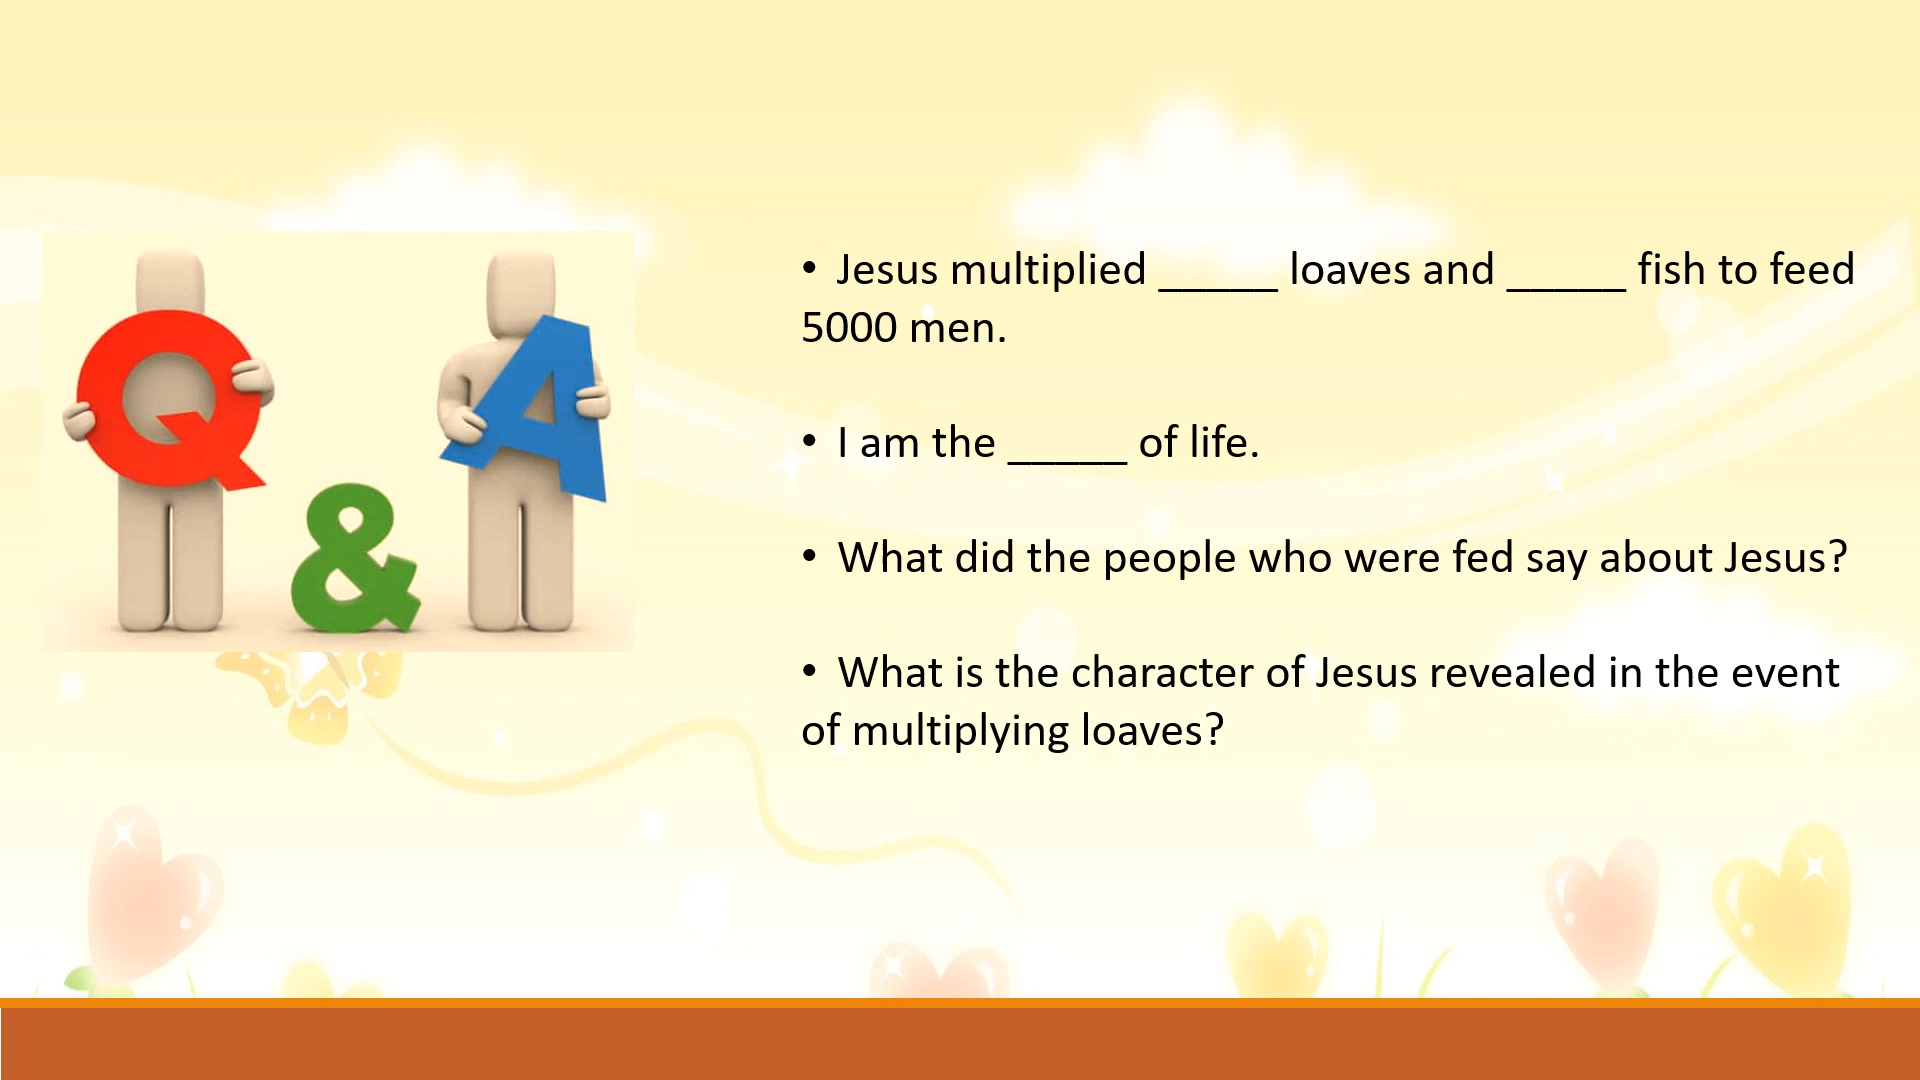 Q & A
• Jesus multiplied _____ loaves and _____ fish to feed
5000 men.
• I am the _____ of life.
• What did the people who were fed say about Jesus?
• What is the character of Jesus revealed in the event
of multiplying loaves?